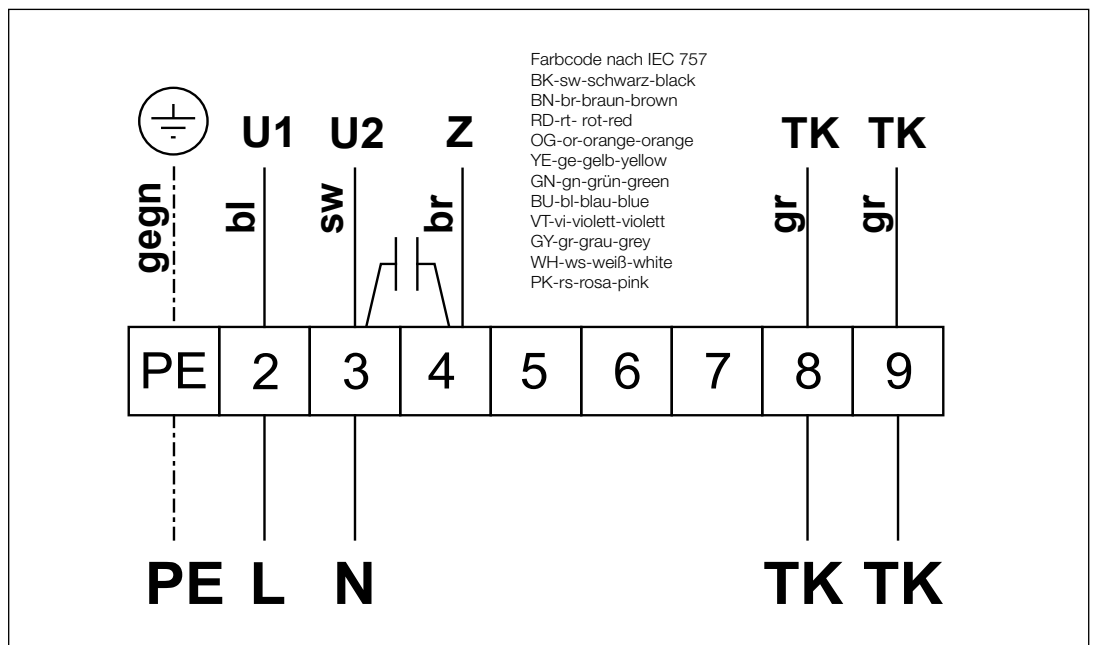 Farbcode nach IEC 757
BK-sw-schwarz-black
BN-br-braun-brown
RD-rt- rot-red
OG-or-orange-orange
YE-ge-gelb-yellow
GN-gn-grün-green
BU-bl-blau-blue
VT-vi-violett-violett
GY-gr-grau-grey
WH-ws-weiß-white
PK-rs-rosa-pink
U1 U2 Z TK TK
gegn bl sw br gr gr
PE 2 3 4 5 6 7 8 9
PE L N TK TK